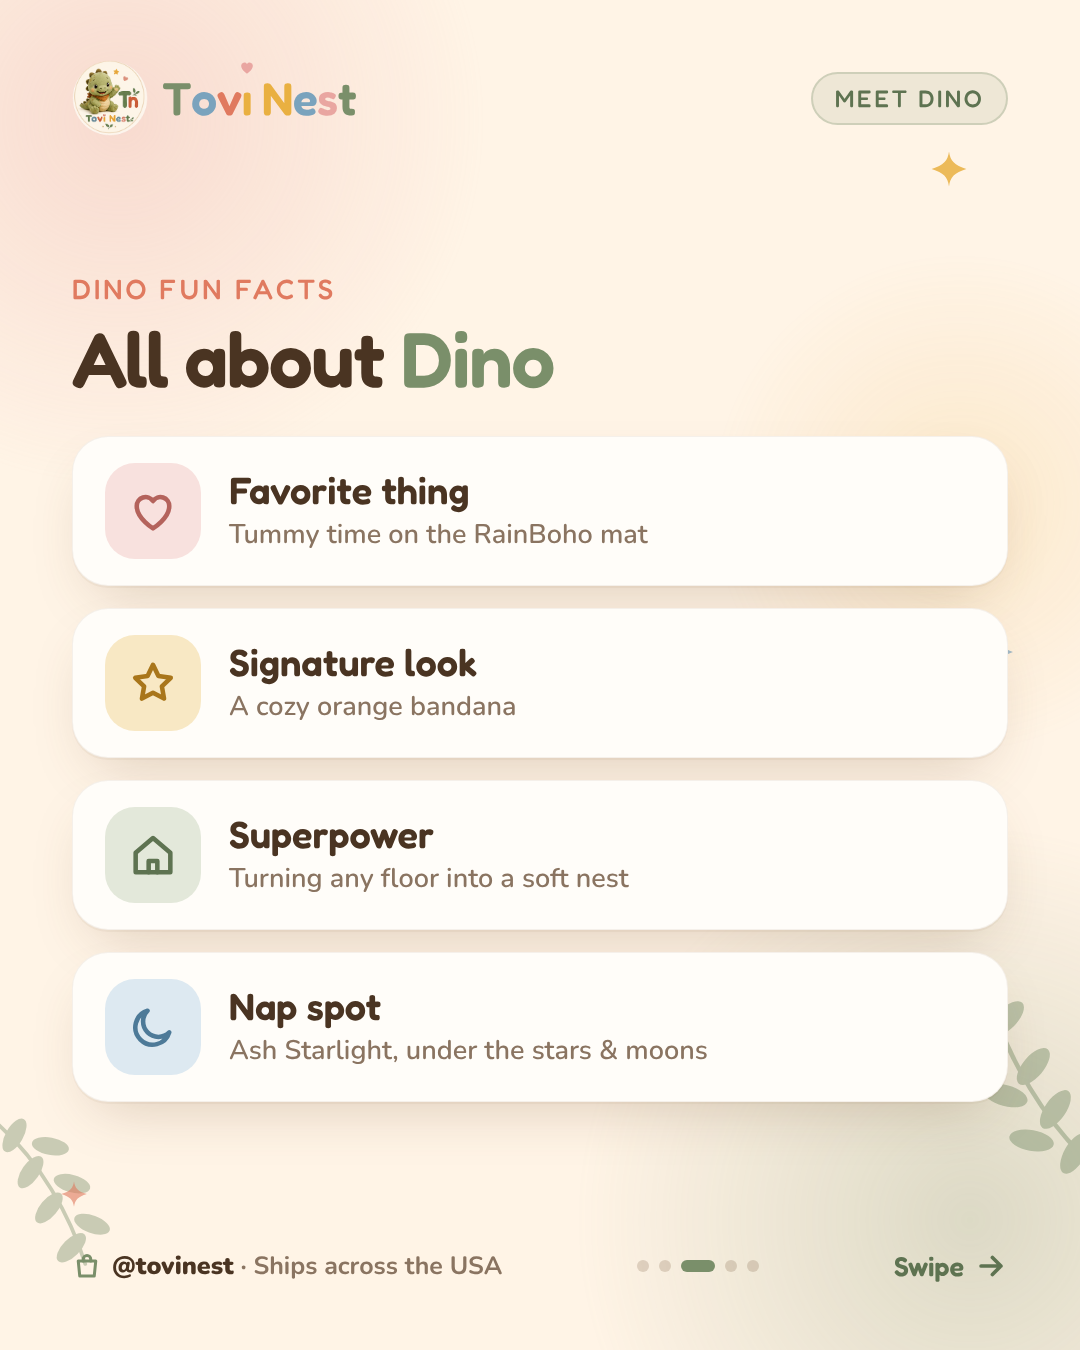 Tn
Tovi Nest
Tovi Nest
MEET DINO
DINO FUN FACTS
All about Dino
Favorite thing
Tummy time on the RainBoho mat
Signature look
A cozy orange bandana
Superpower
Turning any floor into a soft nest
Nap spot
Ash Starlight, under the stars & moons
@tovinest · Ships across the USA
Swipe